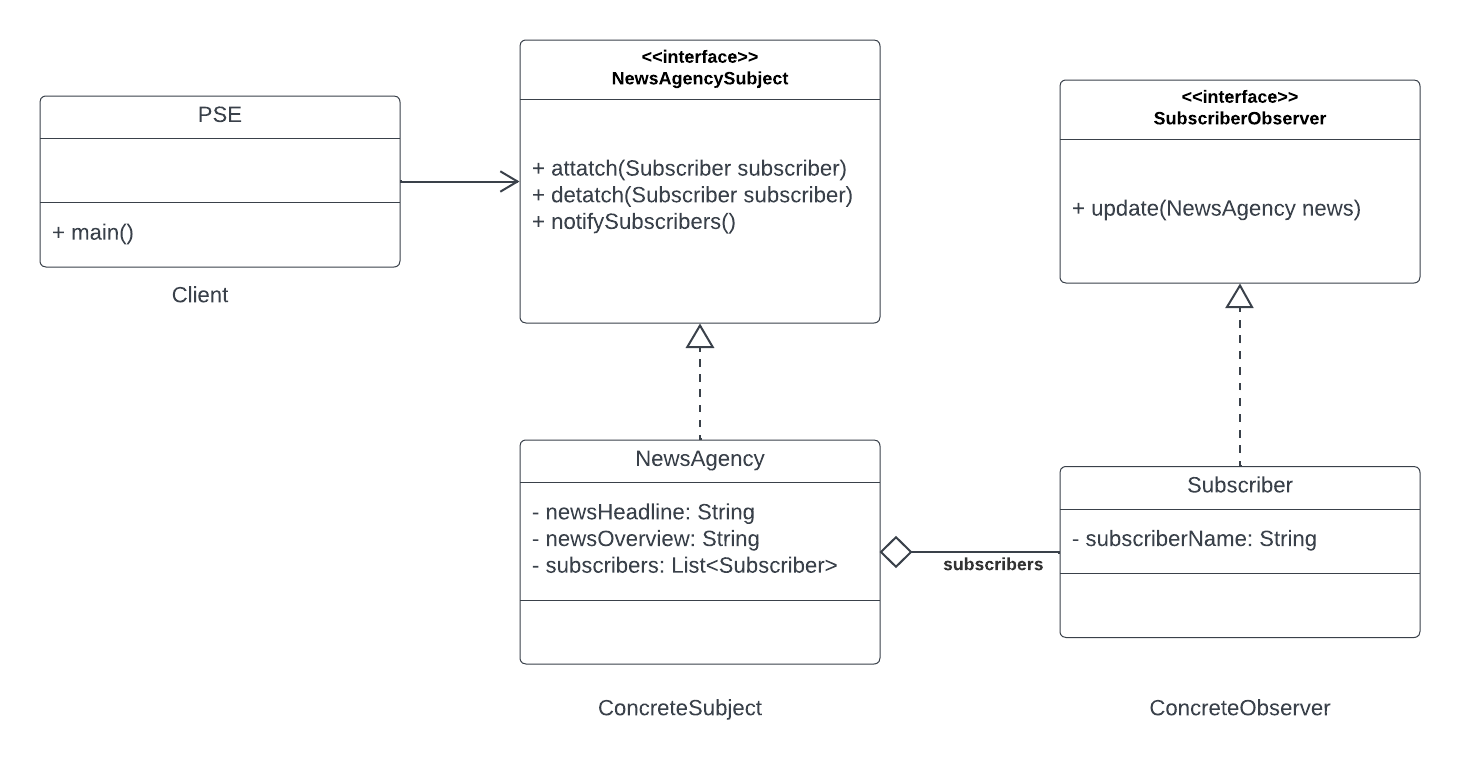 PSE
+ main()
Client
<<interface>>
NewsAgencySubject
+ attatch(Subscriber subscriber)
+ detatch(Subscriber subscriber)
+ notifySubscribers()
<<interface>>
SubscriberObserver
+ update(NewsAgency news)
NewsAgency
- newsHeadline: String
- newsOverview: String
- subscribers: List<Subscriber>
ConcreteSubject
subscribers
Subscriber
- subscriberName: String
ConcreteObserver